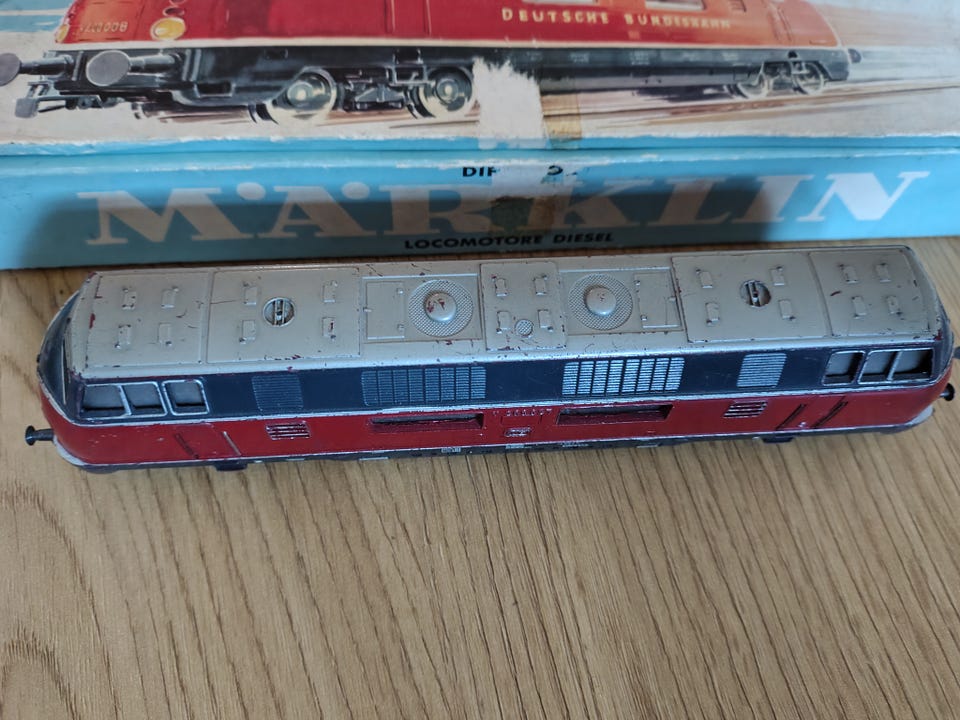 DEUTSCHE BUNDESBAHN
MÄRKLIN
LOCOMOTORE DIESEL